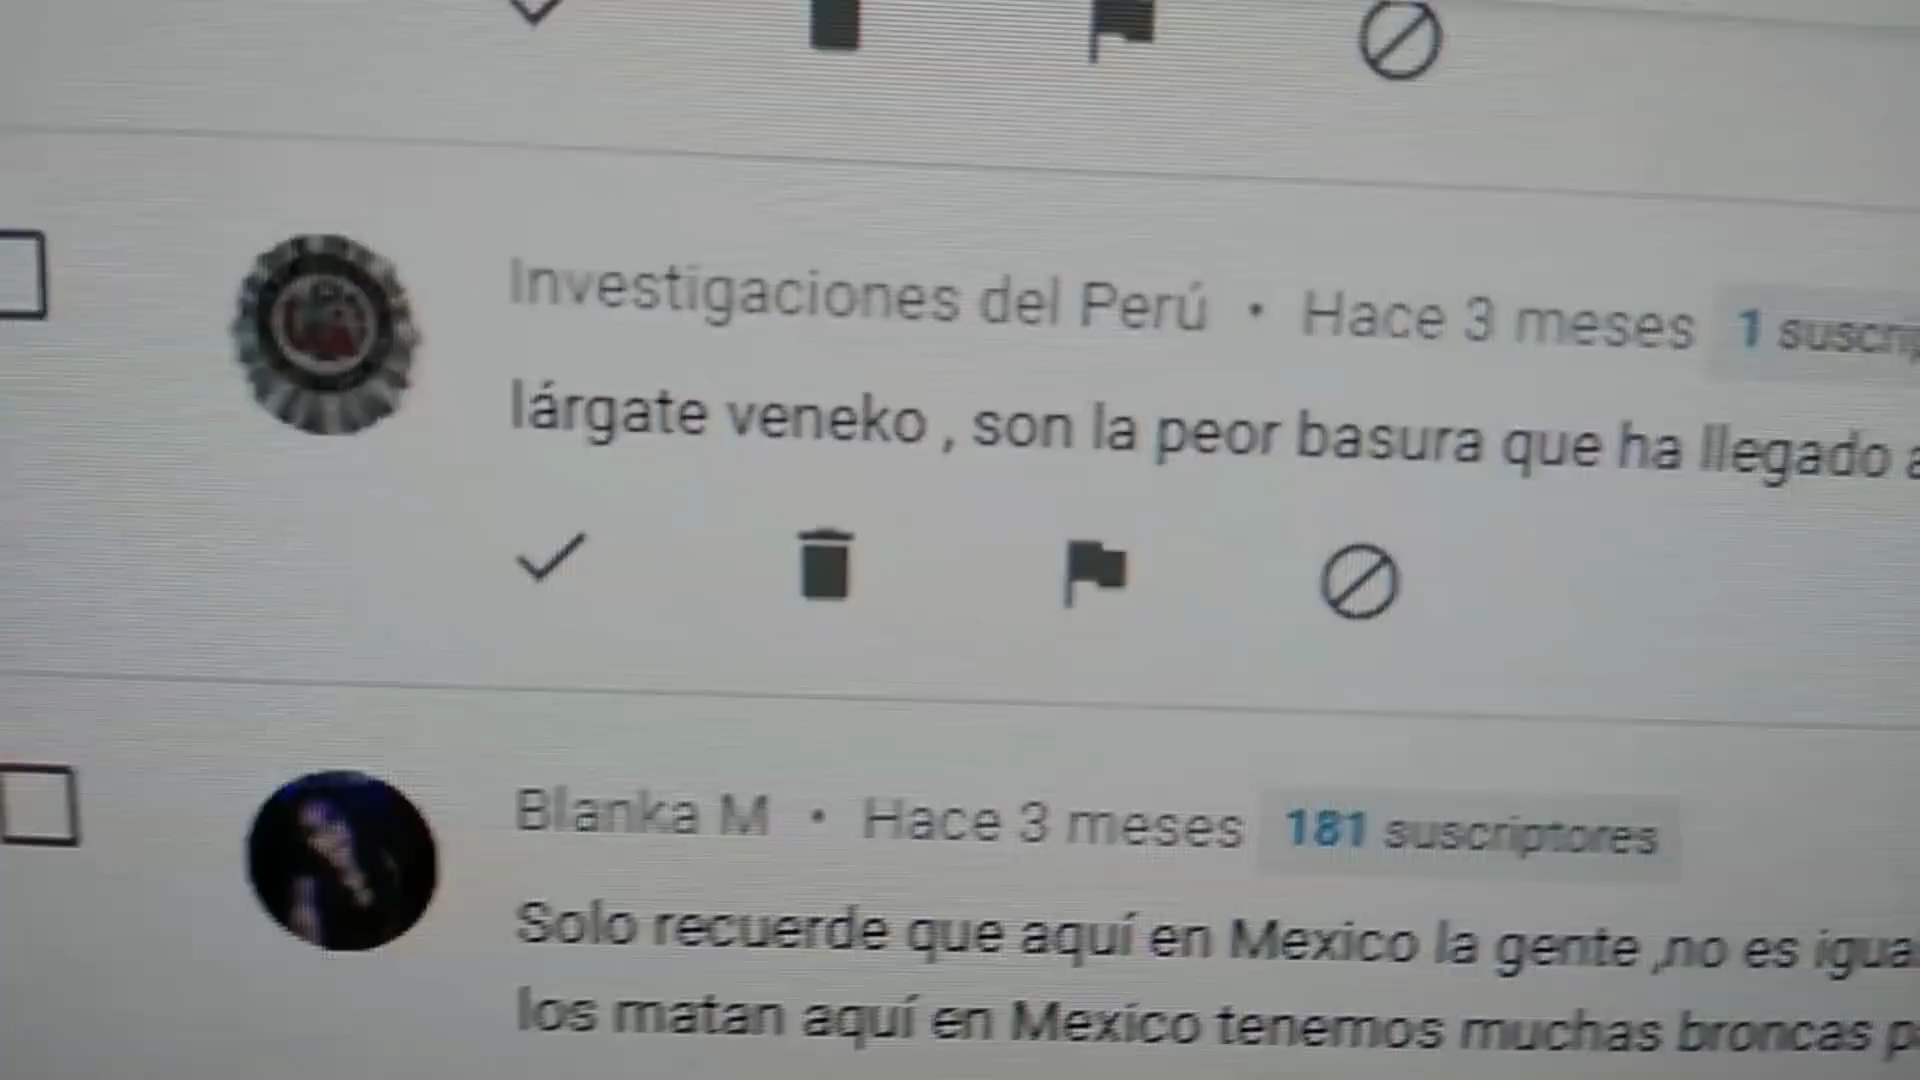 Investigaciones del Perú • Hace 3 meses 1
lárgate veneko , son la peor basura que ha llegado
Blanka M • Hace 3 meses 181 suscriptores
Solo recuerde que aquí en Mexico la gente ,no es
los matan aquí en Mexico tenemos muchas broncas